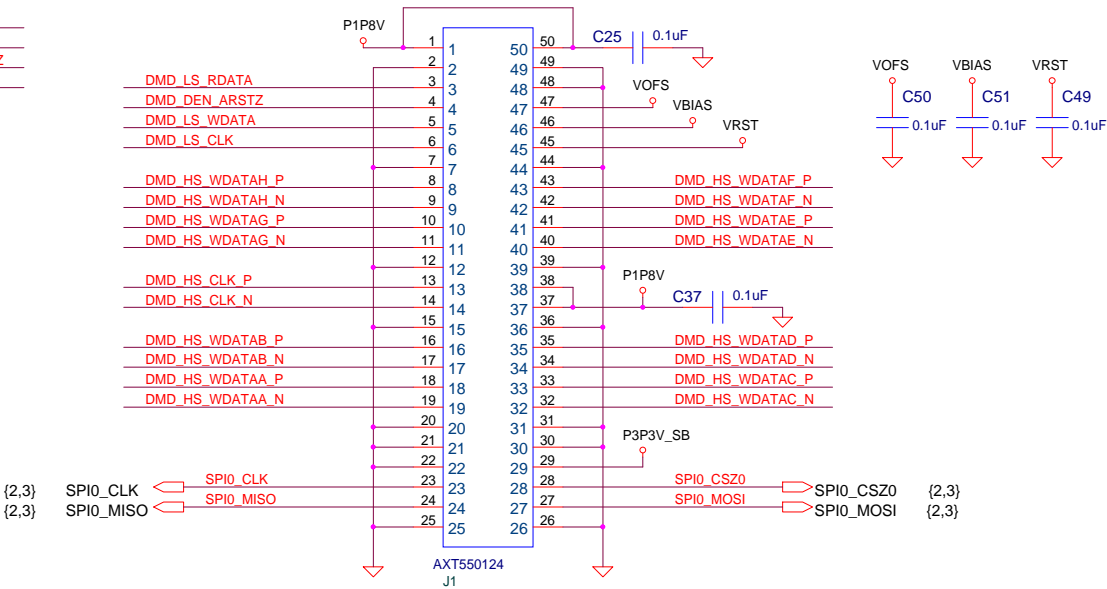 P1P8V
C25 0.1uF
1 1 50 50
2 2 49 49
Z
DMD_LS_RDATA 3 3 48 48
VOFS VBIAS VRST
DMD_DEN_ARSTZ 4 4 47 47 VOFS
C50 C51 C49
DMD_LS_WDATA 5 5 46 46 VBIAS
0.1uF 0.1uF 0.1uF
DMD_LS_CLK 6 6 45 45 VRST
7 7 44 44
DMD_HS_WDATAH_P 8 8 43 43 DMD_HS_WDATAF_P
DMD_HS_WDATAH_N 9 9 42 42 DMD_HS_WDATAF_N
DMD_HS_WDATAG_P 10 10 41 41 DMD_HS_WDATAE_P
DMD_HS_WDATAG_N 11 11 40 40 DMD_HS_WDATAE_N
12 12 39 39
DMD_HS_CLK_P 13 13 38 38 P1P8V
DMD_HS_CLK_N 14 14 37 37 C37 0.1uF
15 15 36 36
DMD_HS_WDATAB_P 16 16 35 35 DMD_HS_WDATAD_P
DMD_HS_WDATAB_N 17 17 34 34 DMD_HS_WDATAD_N
DMD_HS_WDATAA_P 18 18 33 33 DMD_HS_WDATAC_P
DMD_HS_WDATAA_N 19 19 32 32 DMD_HS_WDATAC_N
20 20 31 31
21 21 30 30 P3P3V_SB
22 22 29 29
{2,3} SPI0_CLK SPI0_CLK 23 23 28 28 SPI0_CSZ0 SPI0_CSZ0 {2,3}
{2,3} SPI0_MISO SPI0_MISO 24 24 27 27 SPI0_MOSI SPI0_MOSI {2,3}
25 25 26 26
AXT550124
J1